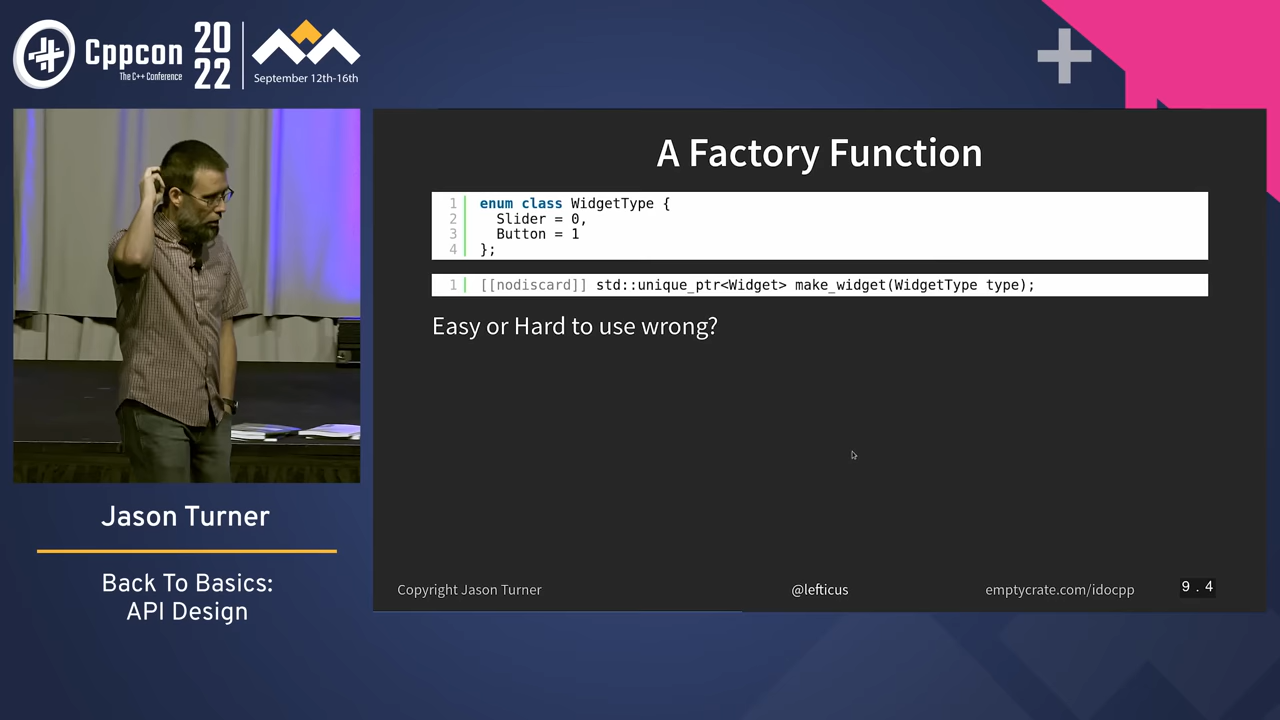 Cppcon
The C++ Conference
20
22
September 12th-16th
A Factory Function
1 enum class WidgetType {
2 Slider = 0,
3 Button = 1
4 };
1 [[nodiscard]] std::unique_ptr<Widget> make_widget(WidgetType type);
Easy or Hard to use wrong?
Copyright Jason Turner
@lefticus
emptycrate.com/idocpp
9.4
Jason Turner
Back To Basics:
API Design